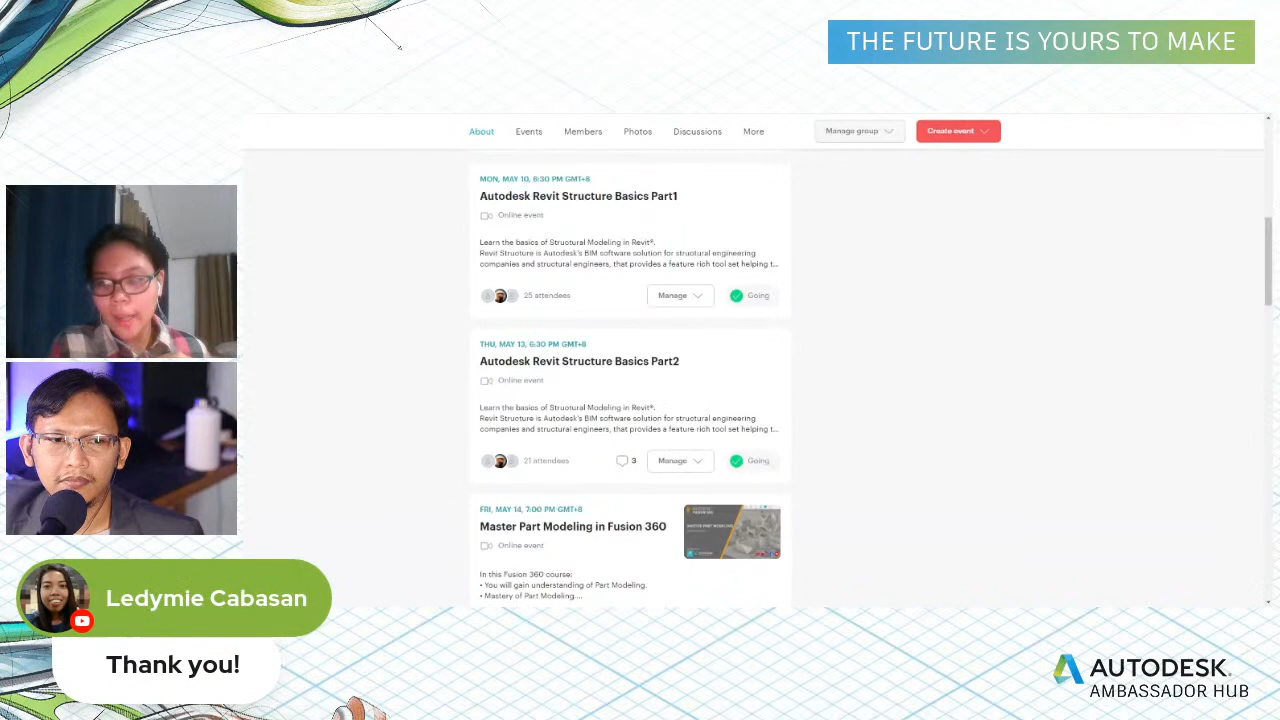 THE FUTURE IS YOURS TO MAKE
About Events Members Photos Discussions More Manage group Create event
MON, MAY 10, 6:30 PM GMT+8
Autodesk Revit Structure Basics Part1
Online event
Learn the basics of Structural Modeling in Revit®.
Revit Structure is Autodesk's BIM software solution for structural engineering
companies and structural engineers, that provides a feature rich tool set helping t...
25 attendees Manage Going
THU, MAY 13, 6:30 PM GMT+8
Autodesk Revit Structure Basics Part2
Online event
Learn the basics of Structural Modeling in Revit®.
Revit Structure is Autodesk's BIM software solution for structural engineering
companies and structural engineers, that provides a feature rich tool set helping t...
21 attendees 3 Manage Going
FRI, MAY 14, 7:00 PM GMT+8
Master Part Modeling in Fusion 360
Online event
In this Fusion 360 course:
• You will gain understanding of Part Modeling.
• Mastery of Part Modeling....
Ledymie Cabasan
Thank you!
AUTODESK.
AMBASSADOR HUB